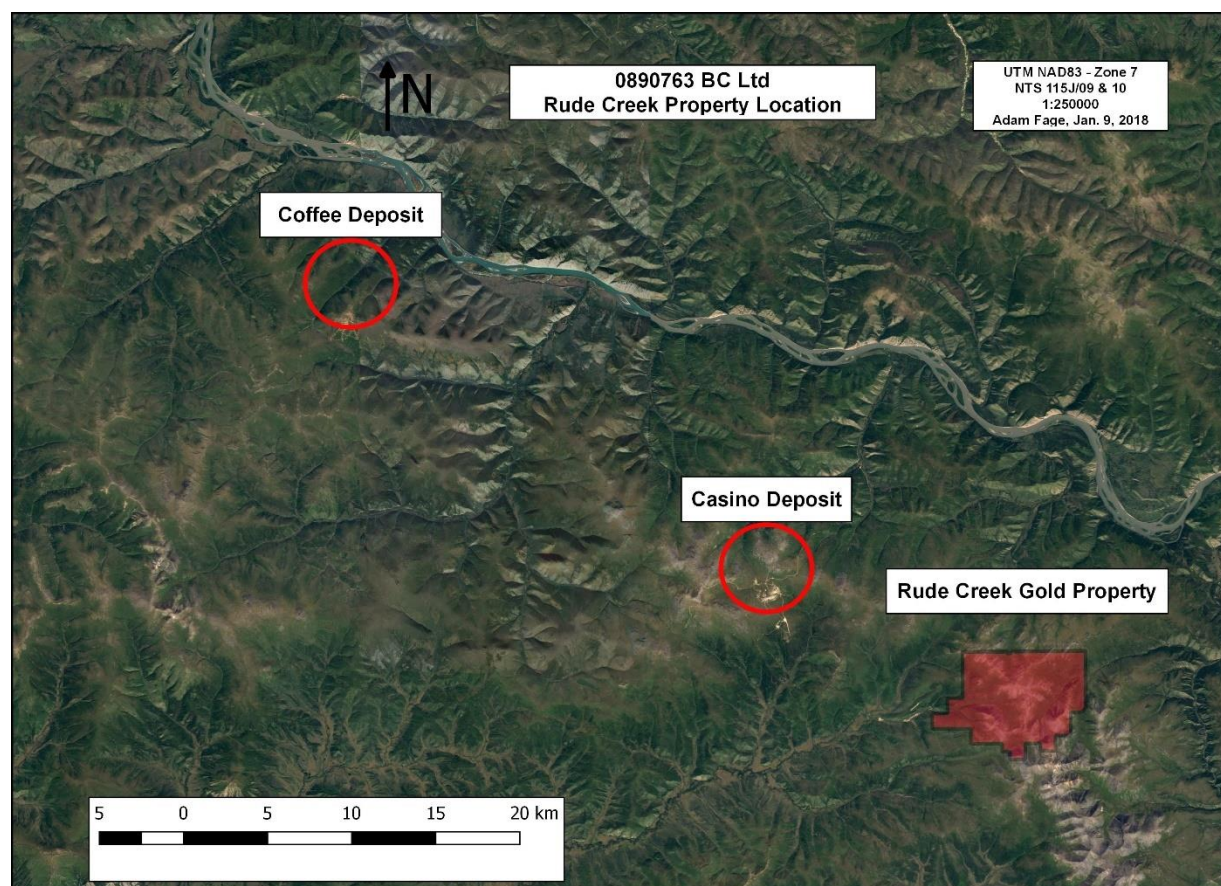 N
0890763 BC Ltd
Rude Creek Property Location
UTM NAD83 - Zone 7
NTS 115J/09 & 10
1:250000
Adam Fage, Jan. 9, 2018
Coffee Deposit
Casino Deposit
Rude Creek Gold Property
5 0 5 10 15 20 km